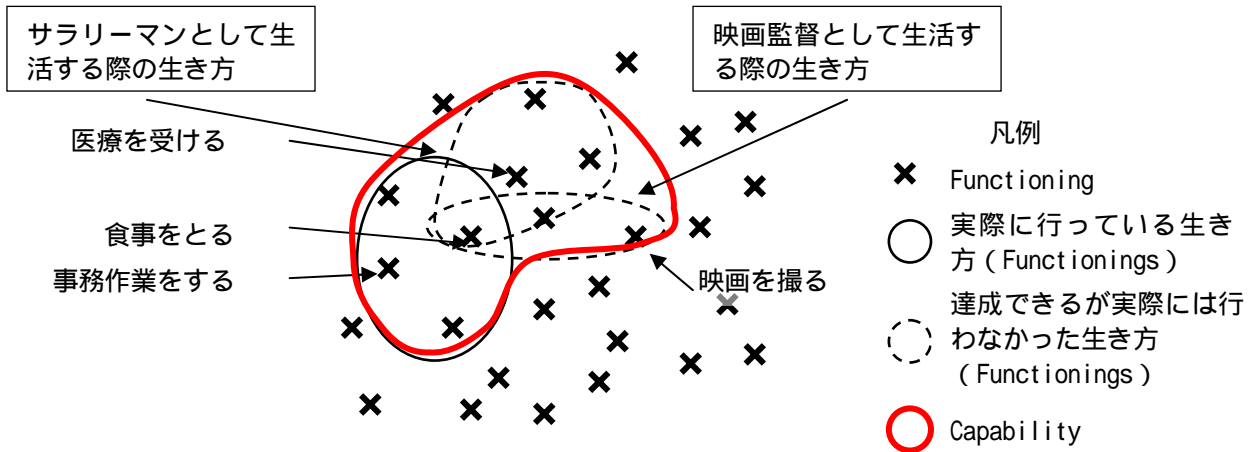 サラリーマンとして生
活する際の生き方
映画監督として生活す
る際の生き方
医療を受ける
食事をとる
事務作業をする
映画を撮る
凡例
Functioning
実際に行っている生き
方（Functionings）
達成できるが実際には行
わなかった生き方
（Functionings）
Capability